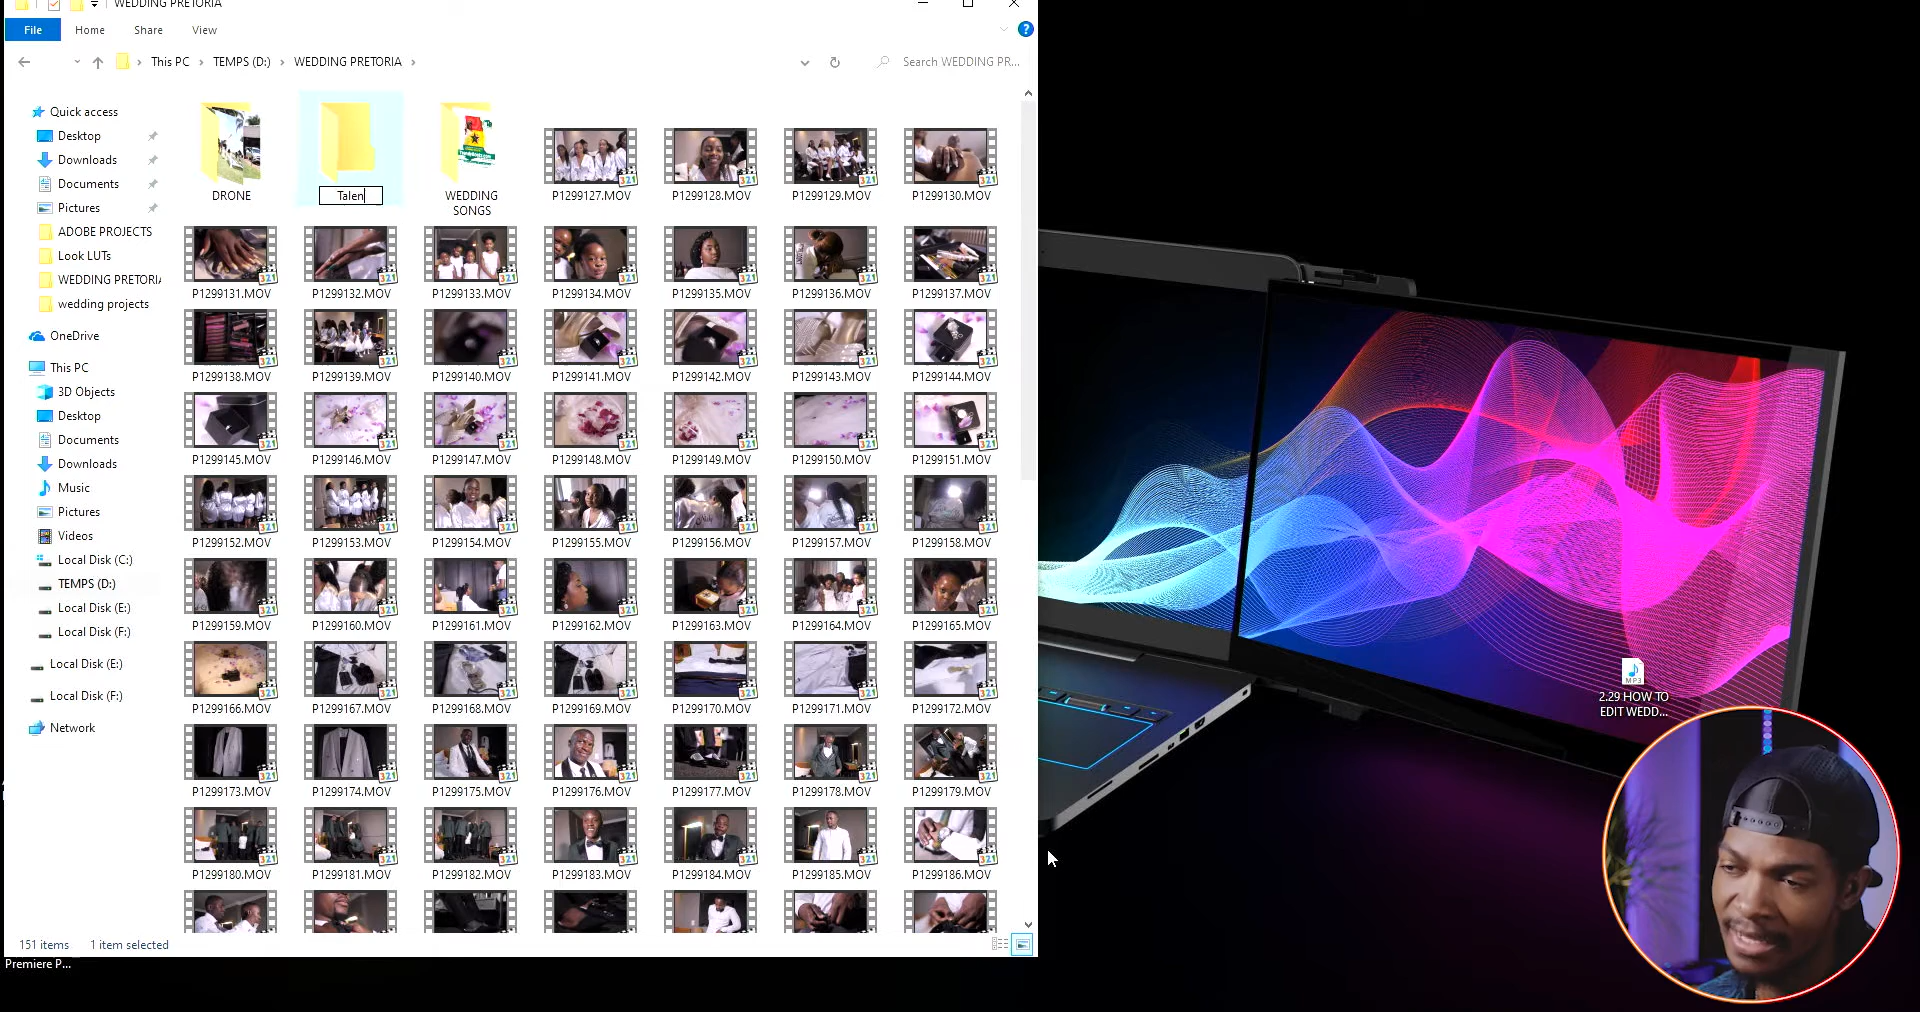 WEDDING PRETORIA
File Home Share View
This PC TEMPS (D:) WEDDING PRETORIA
Search WEDDING PR...
Quick access
Desktop
Downloads
Documents
Pictures
ADOBE PROJECTS
Look LUTs
WEDDING PRETORIA
wedding projects
OneDrive
This PC
3D Objects
Desktop
Documents
Downloads
Music
Pictures
Videos
Local Disk (C:)
TEMPS (D:)
Local Disk (E:)
Local Disk (F:)
Local Disk (E:)
Local Disk (F:)
Network
DRONE
Talen
WEDDING
SONGS
P1299127.MOV P1299128.MOV P1299129.MOV P1299130.MOV
P1299131.MOV P1299132.MOV P1299133.MOV P1299134.MOV P1299135.MOV P1299136.MOV P1299137.MOV
P1299138.MOV P1299139.MOV P1299140.MOV P1299141.MOV P1299142.MOV P1299143.MOV P1299144.MOV
P1299145.MOV P1299146.MOV P1299147.MOV P1299148.MOV P1299149.MOV P1299150.MOV P1299151.MOV
P1299152.MOV P1299153.MOV P1299154.MOV P1299155.MOV P1299156.MOV P1299157.MOV P1299158.MOV
P1299159.MOV P1299160.MOV P1299161.MOV P1299162.MOV P1299163.MOV P1299164.MOV P1299165.MOV
P1299166.MOV P1299167.MOV P1299168.MOV P1299169.MOV P1299170.MOV P1299171.MOV P1299172.MOV
P1299173.MOV P1299174.MOV P1299175.MOV P1299176.MOV P1299177.MOV P1299178.MOV P1299179.MOV
P1299180.MOV P1299181.MOV P1299182.MOV P1299183.MOV P1299184.MOV P1299185.MOV P1299186.MOV
151 items 1 item selected
Premiere P...
MP3
2.29 HOW TO
EDIT WEDD...